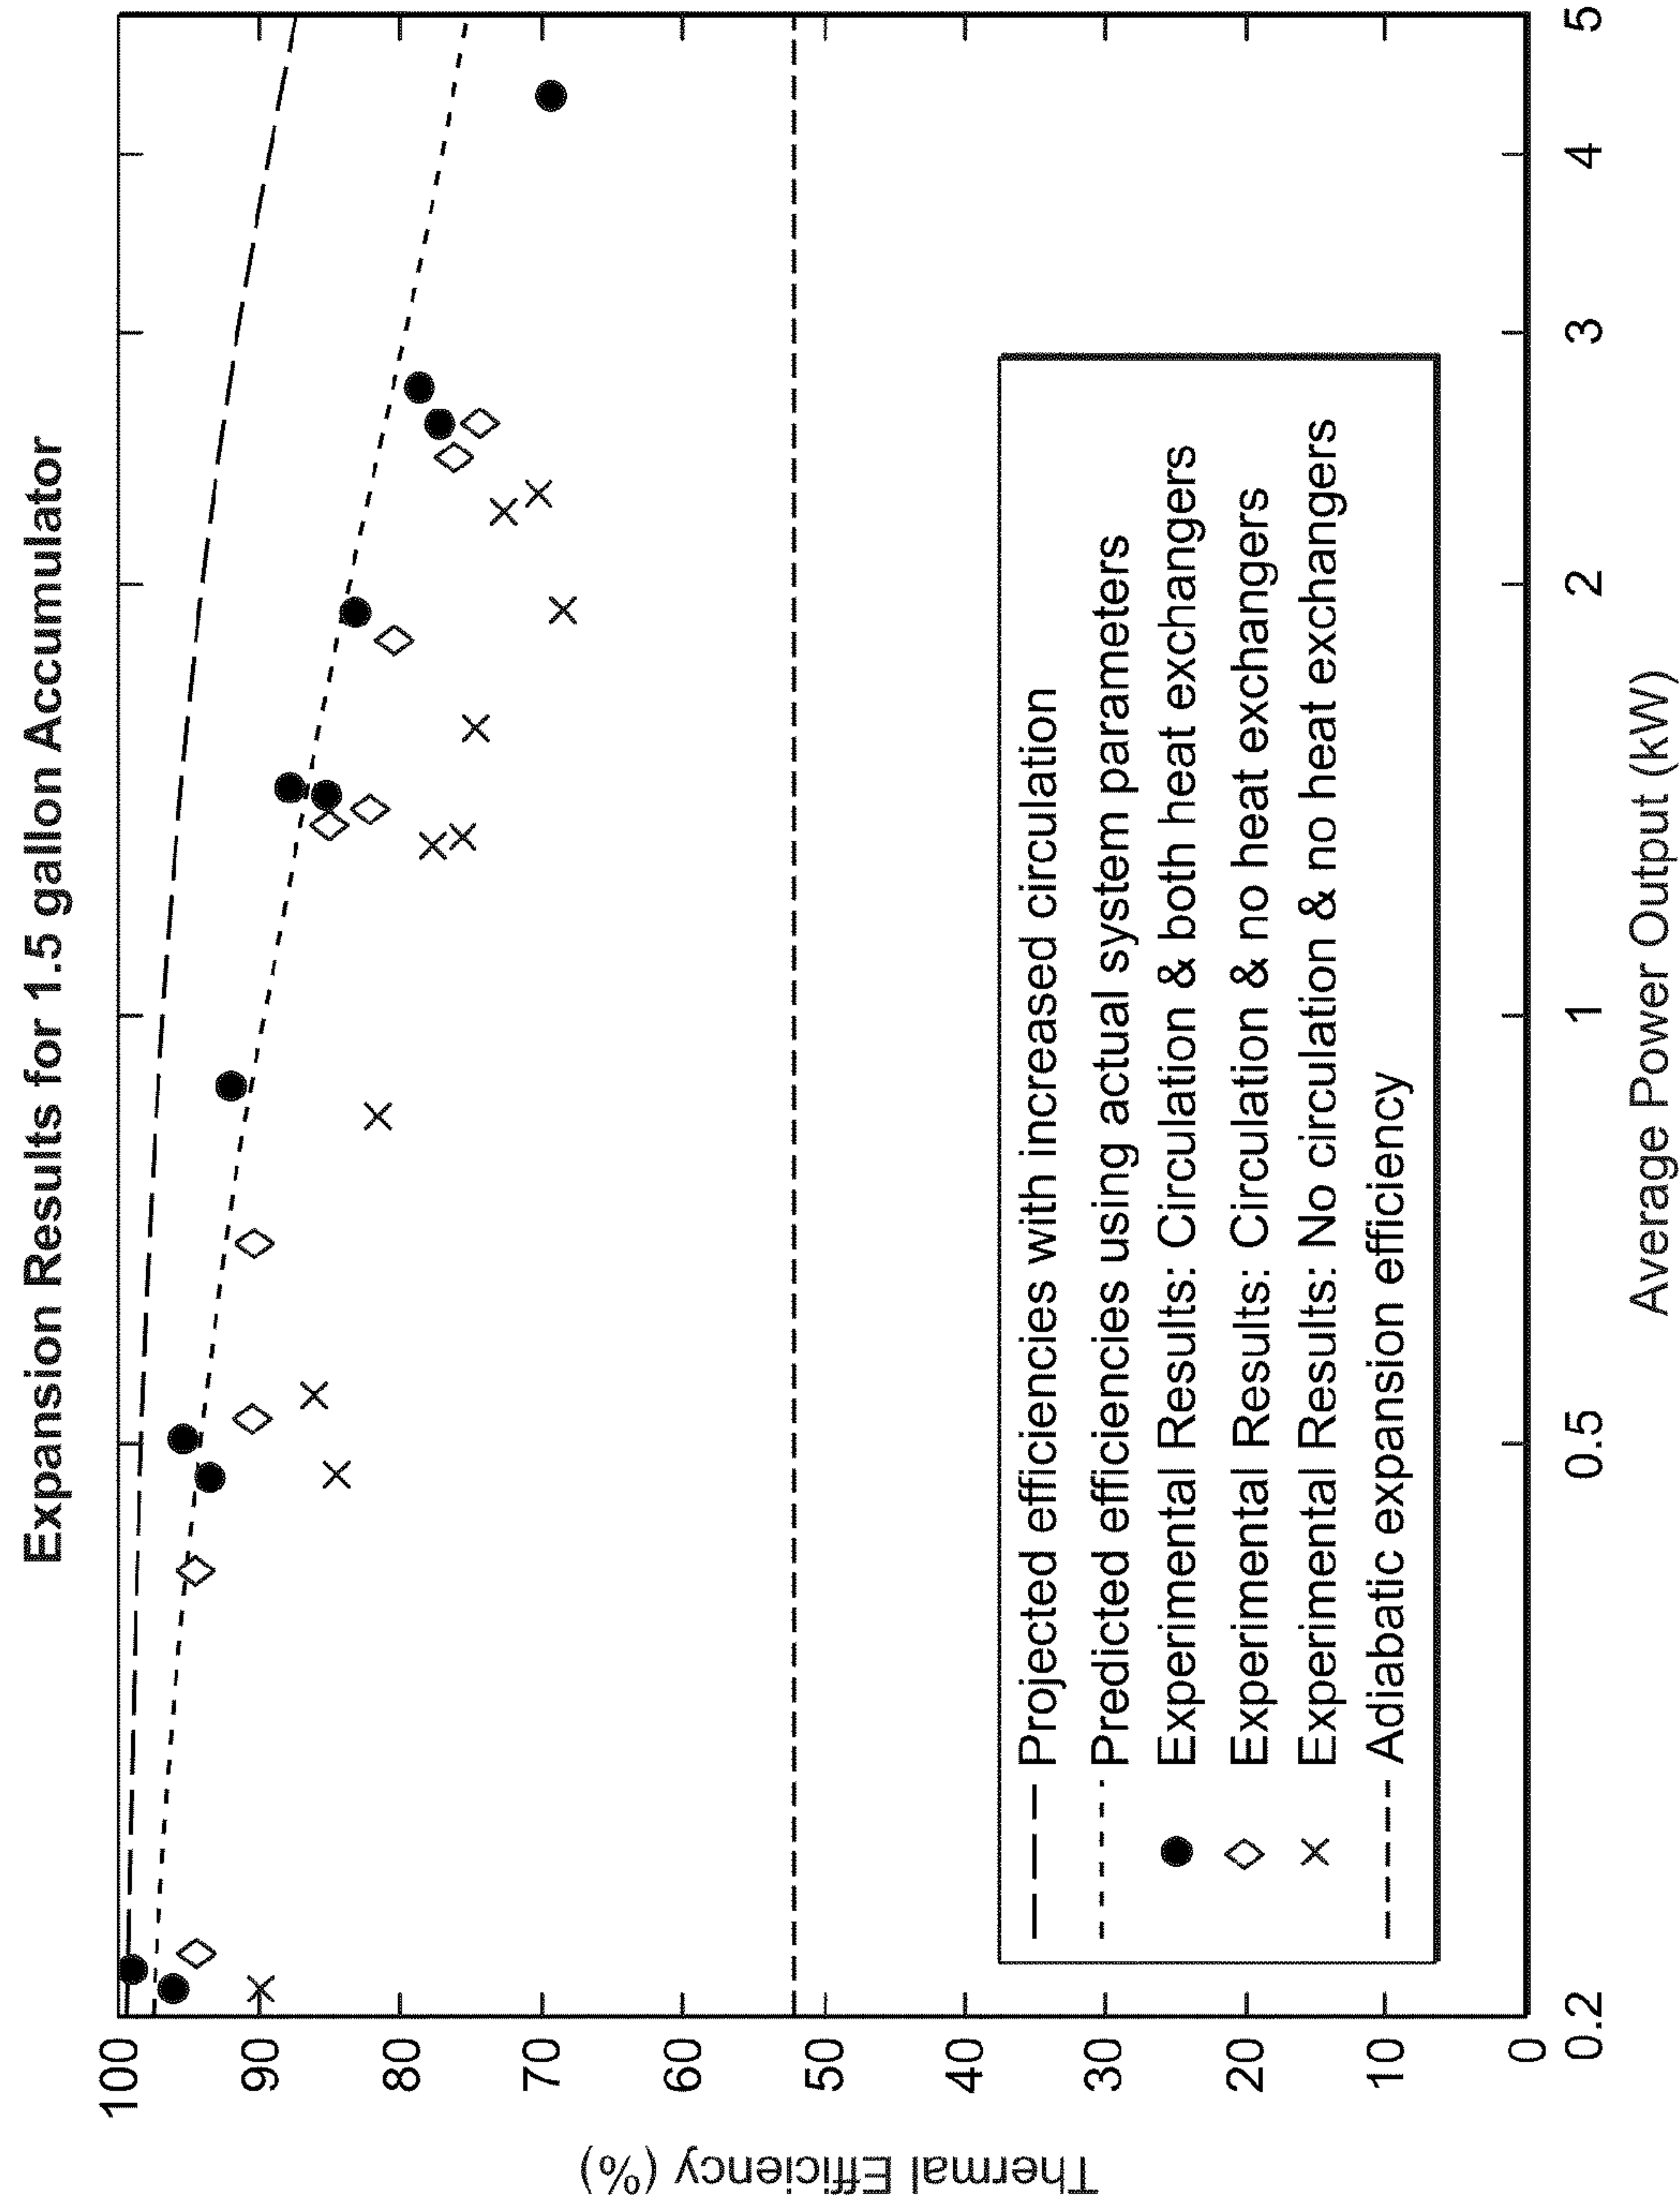 Expansion Results for 1.5 gallon Accumulator
Thermal Efficiency (%)
100
90
80
70
60
50
40
30
20
10
0
Projected efficiencies with increased circulation
Predicted efficiencies using actual system parameters
Experimental Results: Circulation & both heat exchangers
Experimental Results: Circulation & no heat exchangers
Experimental Results: No circulation & no heat exchangers
Adiabatic expansion efficiency
0.2 0.5 1 2 3 4 5
Average Power Output (kW)